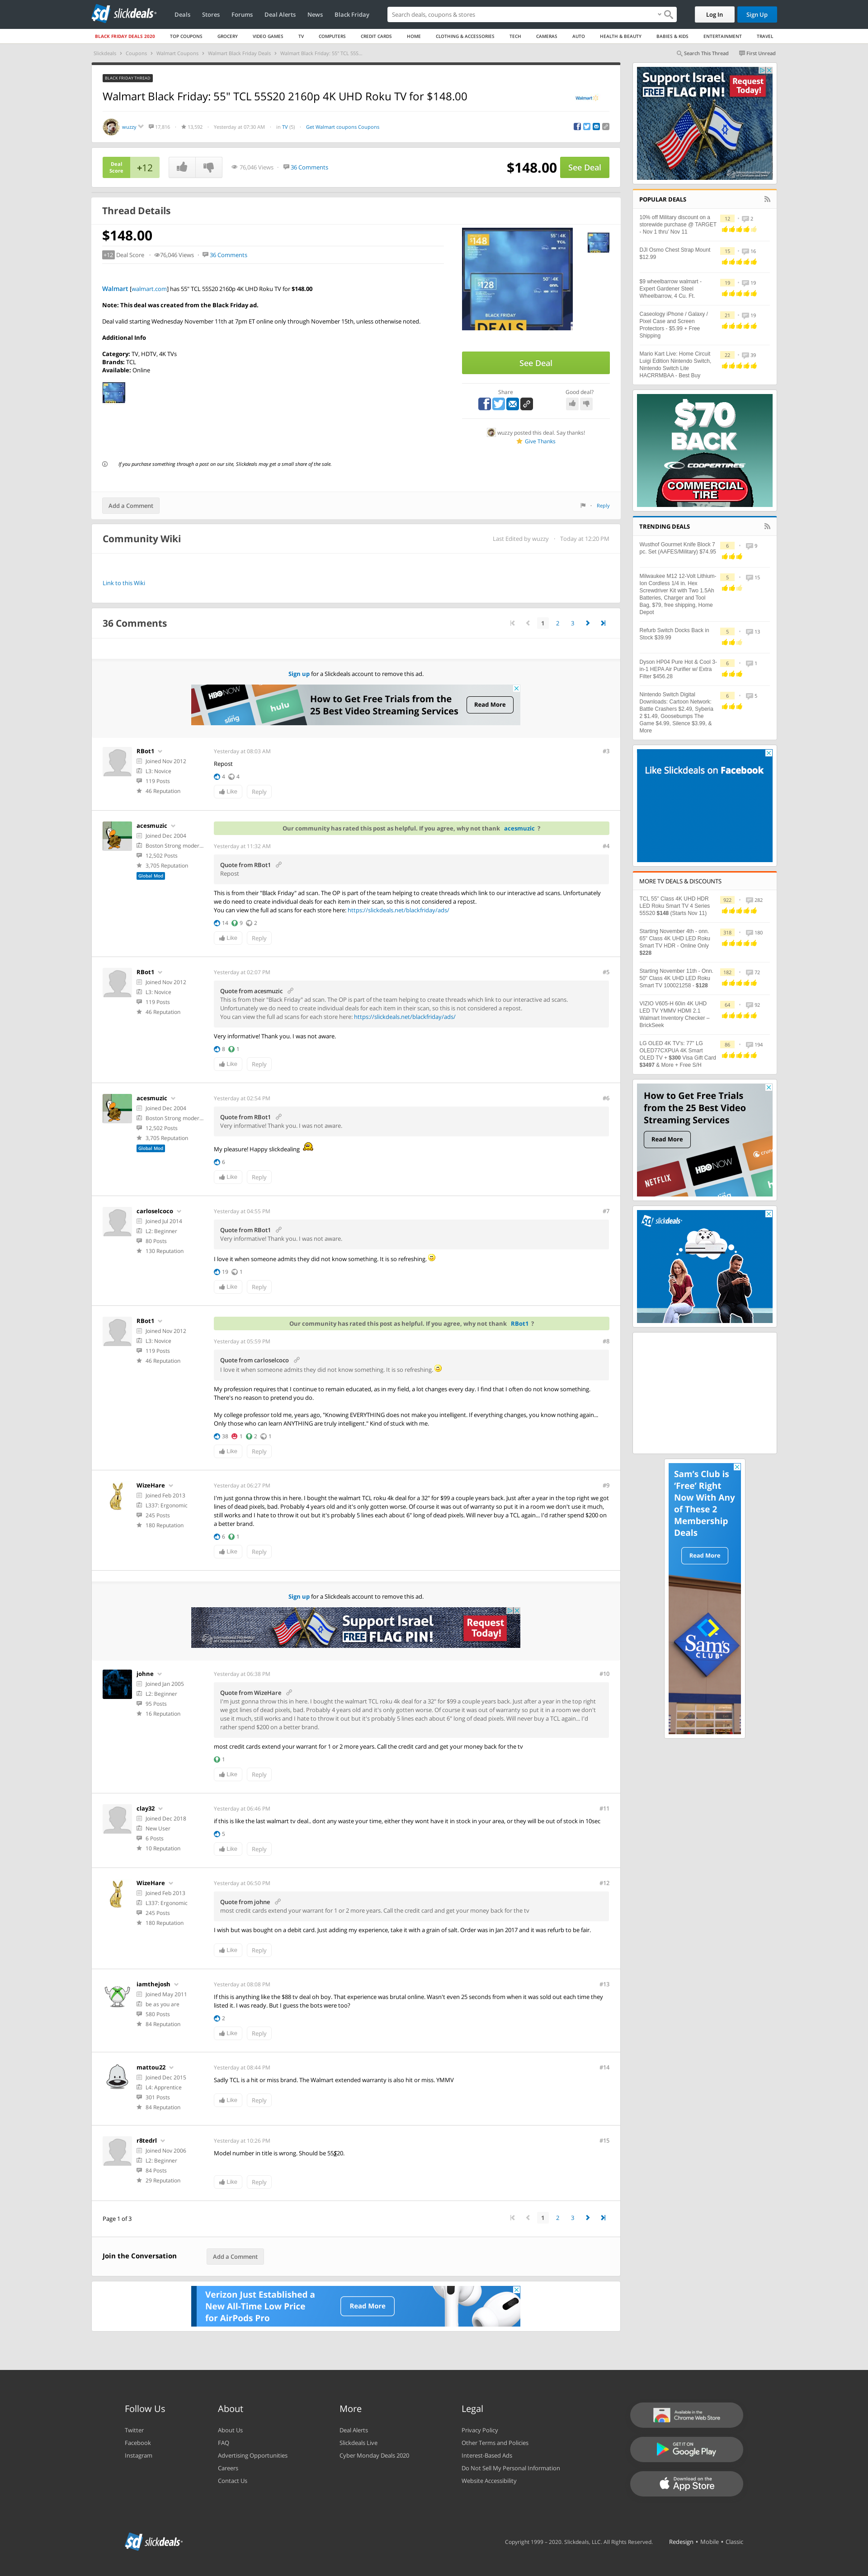 sd slickdeals
Deals Stores Forums Deal Alerts News Black Friday
Search deals, coupons & stores
Log In Sign Up
BLACK FRIDAY DEALS 2020 TOP COUPONS GROCERY VIDEO GAMES TV COMPUTERS CREDIT CARDS HOME CLOTHING & ACCESSORIES TECH CAMERAS AUTO HEALTH & BEAUTY BABIES & KIDS ENTERTAINMENT TRAVEL
Slickdeals Coupons Walmart Coupons Walmart Black Friday Deals Walmart Black Friday: 55" TCL 55S...
Search This Thread First Unread
BLACK FRIDAY THREAD
Walmart Black Friday: 55" TCL 55S20 2160p 4K UHD Roku TV for $148.00
Walmart
wuzzy 17,816 13,592 Yesterday at 07:30 AM in TV (5) Get Walmart coupons Coupons
Deal Score +12
76,046 Views 36 Comments
$148.00 See Deal
Thread Details
$148.00
+12 Deal Score 76,046 Views 36 Comments
Walmart [walmart.com] has 55" TCL 55S20 2160p 4K UHD Roku TV for $148.00
Note: This deal was created from the Black Friday ad.
Deal valid starting Wednesday November 11th at 7pm ET online only through November 15th, unless otherwise noted.
Additional Info
Category: TV, HDTV, 4K TVs
Brands: TCL
Available: Online
See Deal
Share Good deal?
wuzzy posted this deal. Say thanks!
Give Thanks
If you purchase something through a post on our site, Slickdeals may get a small share of the sale.
Add a Comment
Reply
Community Wiki
Last Edited by wuzzy Today at 12:20 PM
Link to this Wiki
36 Comments
1 2 3
Sign up for a Slickdeals account to remove this ad.
How to Get Free Trials from the 25 Best Video Streaming Services
Read More
RBot1
Joined Nov 2012
L3: Novice
119 Posts
46 Reputation
Yesterday at 08:03 AM #3
Repost
4 4
Like Reply
acesmuzic
Joined Dec 2004
Boston Strong moder...
12,502 Posts
3,705 Reputation
Global Mod
Our community has rated this post as helpful. If you agree, why not thank acesmuzic ?
Yesterday at 11:32 AM #4
Quote from RBot1
Repost
This is from their "Black Friday" ad scan. The OP is part of the team helping to create threads which link to our interactive ad scans. Unfortunately
we do need to create individual deals for each item in their scan, so this is not considered a repost.
You can view the full ad scans for each store here: https://slickdeals.net/blackfriday/ads/
14 9 2
Like Reply
RBot1
Joined Nov 2012
L3: Novice
119 Posts
46 Reputation
Yesterday at 02:07 PM #5
Quote from acesmuzic
This is from their "Black Friday" ad scan. The OP is part of the team helping to create threads which link to our interactive ad scans.
Unfortunately we do need to create individual deals for each item in their scan, so this is not considered a repost.
You can view the full ad scans for each store here: https://slickdeals.net/blackfriday/ads/
Very informative! Thank you. I was not aware.
8 1
Like Reply
acesmuzic
Joined Dec 2004
Boston Strong moder...
12,502 Posts
3,705 Reputation
Global Mod
Yesterday at 02:54 PM #6
Quote from RBot1
Very informative! Thank you. I was not aware.
My pleasure! Happy slickdealing
6
Like Reply
carloselcoco
Joined Jul 2014
L2: Beginner
80 Posts
130 Reputation
Yesterday at 04:55 PM #7
Quote from RBot1
Very informative! Thank you. I was not aware.
I love it when someone admits they did not know something. It is so refreshing.
19 1
Like Reply
RBot1
Joined Nov 2012
L3: Novice
119 Posts
46 Reputation
Our community has rated this post as helpful. If you agree, why not thank RBot1 ?
Yesterday at 05:59 PM #8
Quote from carloselcoco
I love it when someone admits they did not know something. It is so refreshing.
My profession requires that I continue to remain educated, as in my field, a lot changes every day. I find that I often do not know something.
There's no reason to pretend you do.
My college professor told me, years ago, "Knowing EVERYTHING does not make you intelligent. If everything changes, you know nothing again...
Only those who can learn ANYTHING are truly intelligent." Kind of stuck with me.
38 1 2 1
Like Reply
WizeHare
Joined Feb 2013
L337: Ergonomic
245 Posts
180 Reputation
Yesterday at 06:27 PM #9
I'm just gonna throw this in here. I bought the walmart TCL roku 4k deal for a 32" for $99 a couple years back. Just after a year in the top right we got
lines of dead pixels, bad. Probably 4 years old and it's only gotten worse. Of course it was out of warranty so put it in a room we don't use it much,
still works and I hate to throw it out but it's probably 5 lines each about 6" long of dead pixels. Will never buy a TCL again... I'd rather spend $200 on
a better brand.
6 1
Like Reply
Sign up for a Slickdeals account to remove this ad.
Support Israel FREE FLAG PIN! Request Today!
johne
Joined Jan 2005
L2: Beginner
95 Posts
16 Reputation
Yesterday at 06:38 PM #10
Quote from WizeHare
I'm just gonna throw this in here. I bought the walmart TCL roku 4k deal for a 32" for $99 a couple years back. Just after a year in the top right
we got lines of dead pixels, bad. Probably 4 years old and it's only gotten worse. Of course it was out of warranty so put it in a room we don't
use it much, still works and I hate to throw it out but it's probably 5 lines each about 6" long of dead pixels. Will never buy a TCL again... I'd
rather spend $200 on a better brand.
most credit cards extend your warrant for 1 or 2 more years. Call the credit card and get your money back for the tv
1
Like Reply
clay32
Joined Dec 2018
New User
6 Posts
10 Reputation
Yesterday at 06:46 PM #11
if this is like the last walmart tv deal.. dont any waste your time, either they wont have it in stock in your area, or they will be out of stock in 10sec
5
Like Reply
WizeHare
Joined Feb 2013
L337: Ergonomic
245 Posts
180 Reputation
Yesterday at 06:50 PM #12
Quote from johne
most credit cards extend your warrant for 1 or 2 more years. Call the credit card and get your money back for the tv
I wish but was bought on a debit card. Just adding my experience, take it with a grain of salt. Order was in Jan 2017 and it was refurb to be fair.
Like Reply
iamthejosh
Joined May 2011
be as you are
580 Posts
84 Reputation
Yesterday at 08:08 PM #13
If this is anything like the $88 tv deal oh boy. That experience was brutal online. Wasn't even 25 seconds from when it was sold out each time they
listed it. I was ready. But I guess the bots were too?
2
Like Reply
mattou22
Joined Dec 2015
L4: Apprentice
301 Posts
84 Reputation
Yesterday at 08:44 PM #14
Sadly TCL is a hit or miss brand. The Walmart extended warranty is also hit or miss. YMMV
Like Reply
r8tedrl
Joined Nov 2006
L2: Beginner
84 Posts
29 Reputation
Yesterday at 10:26 PM #15
Model number in title is wrong. Should be 55S20.
Like Reply
Page 1 of 3
1 2 3
Join the Conversation Add a Comment
Verizon Just Established a New All-Time Low Price for AirPods Pro
Read More
Support Israel FREE FLAG PIN! Request Today!
POPULAR DEALS
10% off Military discount on a storewide purchase @ TARGET - Nov 1 thru' Nov 11 12 2
DJI Osmo Chest Strap Mount $12.99 15 16
$9 wheelbarrow walmart - Expert Gardener Steel Wheelbarrow, 4 Cu. Ft. 19 19
Caseology iPhone / Galaxy / Pixel Case and Screen Protectors - $5.99 + Free Shipping 21 19
Mario Kart Live: Home Circuit Luigi Edition Nintendo Switch, Nintendo Switch Lite HACRRMBAA - Best Buy 22 39
$70 BACK
COOPERTIRES
COMMERCIAL TIRE
TRENDING DEALS
Wusthof Gourmet Knife Block 7 pc. Set (AAFES/Military) $74.95 6 9
Milwaukee M12 12-Volt Lithium-Ion Cordless 1/4 in. Hex Screwdriver Kit with Two 1.5Ah Batteries, Charger and Tool Bag, $79, free shipping, Home Depot 5 15
Refurb Switch Docks Back in Stock $39.99 5 13
Dyson HP04 Pure Hot & Cool 3-in-1 HEPA Air Purifier w/ Extra Filter $456.28 6 1
Nintendo Switch Digital Downloads: Cartoon Network: Battle Crashers $2.49, Syberia 2 $1.49, Goosebumps The Game $4.99, Silence $3.99, & More 6 5
Like Slickdeals on Facebook
MORE TV DEALS & DISCOUNTS
TCL 55" Class 4K UHD HDR LED Roku Smart TV 4 Series 55S20 $148 (Starts Nov 11) 922 282
Starting November 4th - onn. 65" Class 4K UHD LED Roku Smart TV HDR - Online Only $228 318 180
Starting November 11th - Onn. 50" Class 4K UHD LED Roku Smart TV 100021258 - $128 182 72
VIZIO V605-H 60in 4K UHD LED TV YMMV HDMI 2.1 Walmart Inventory Checker – BrickSeek 64 92
LG OLED 4K TV's: 77" LG OLED77CXPUA 4K Smart OLED TV + $300 Visa Gift Card $3497 & More + Free S/H 86 194
How to Get Free Trials from the 25 Best Video Streaming Services
Read More
NETFLIX HBO
sd slickdeals
Sam's Club is 'Free' Right Now With Any of These 2 Membership Deals
Read More
Sam's CLUB
Follow Us
Twitter
Facebook
Instagram
About
About Us
FAQ
Advertising Opportunities
Careers
Contact Us
More
Deal Alerts
Slickdeals Live
Cyber Monday Deals 2020
Legal
Privacy Policy
Other Terms and Policies
Interest-Based Ads
Do Not Sell My Personal Information
Website Accessibility
Available in the Chrome Web Store
GET IT ON Google Play
Download on the App Store
sd slickdeals
Copyright 1999 – 2020. Slickdeals, LLC. All Rights Reserved. Redesign • Mobile • Classic